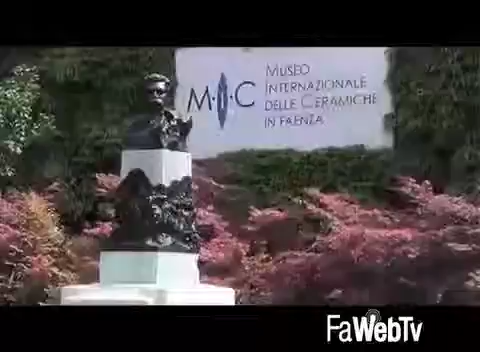 M·I·C
MUSEO
INTERNAZIONALE
DELLE CERAMICHE
IN FAENZA
FaWebTv